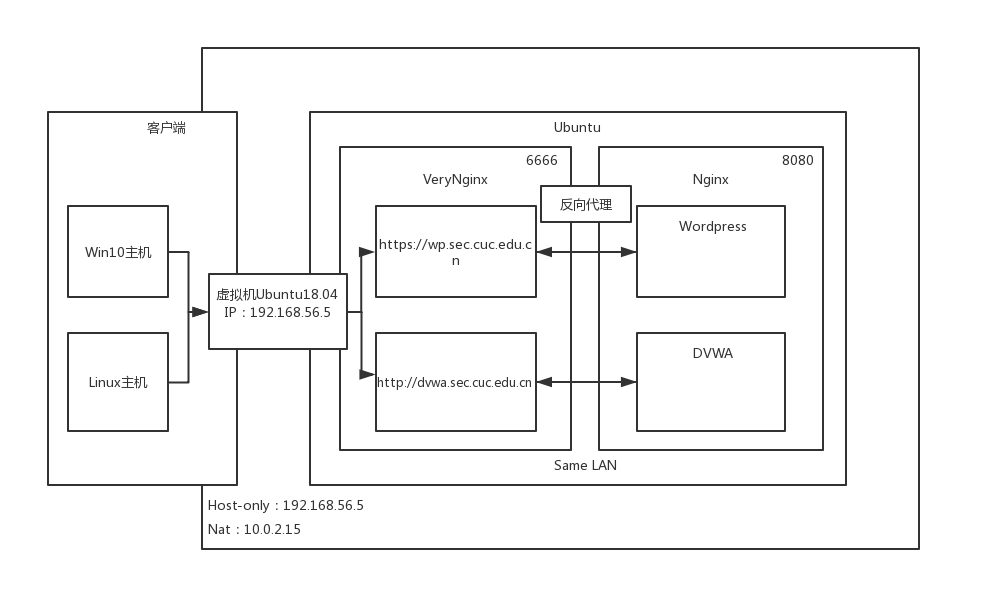 客户端
Ubuntu
6666
8080
VeryNginx
Nginx
反向代理
Win10主机
https://wp.sec.cuc.edu.c
n
Wordpress
虚拟机Ubuntu18.04
IP：192.168.56.5
Linux主机
http://dvwa.sec.cuc.edu.cn
DVWA
Same LAN
Host-only：192.168.56.5
Nat：10.0.2.15